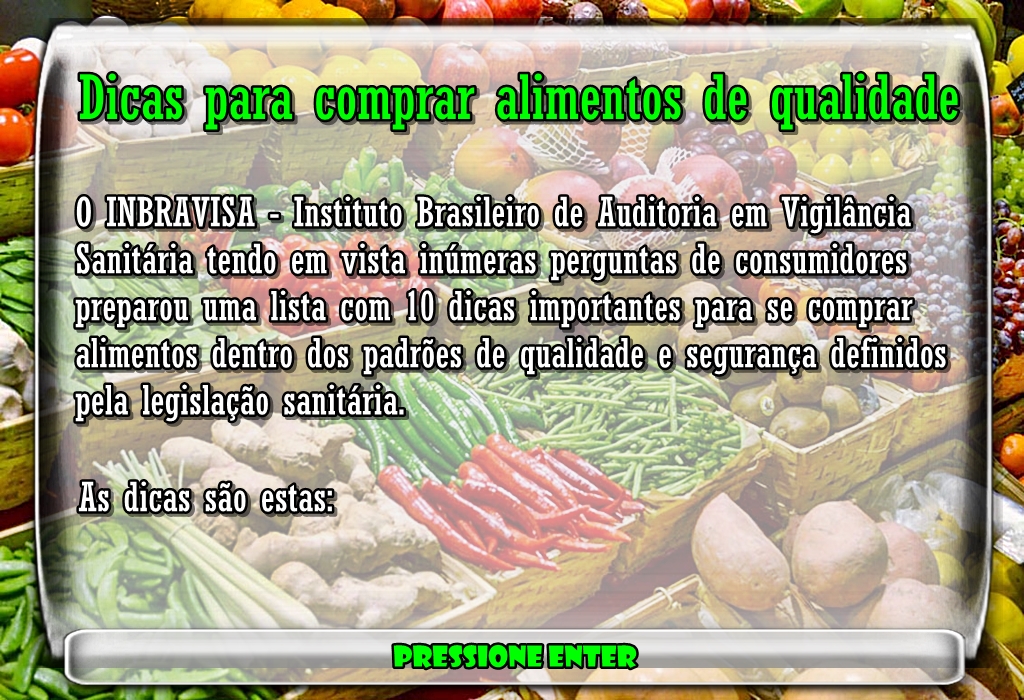 Dicas para comprar alimentos de qualidade
O INBRAVISA - Instituto Brasileiro de Auditoria em Vigilância
Sanitária tendo em vista inúmeras perguntas de consumidores
preparou uma lista com 10 dicas importantes para se comprar
alimentos dentro dos padrões de qualidade e segurança definidos
pela legislação sanitária.
As dicas são estas:
PRESSIONE ENTER